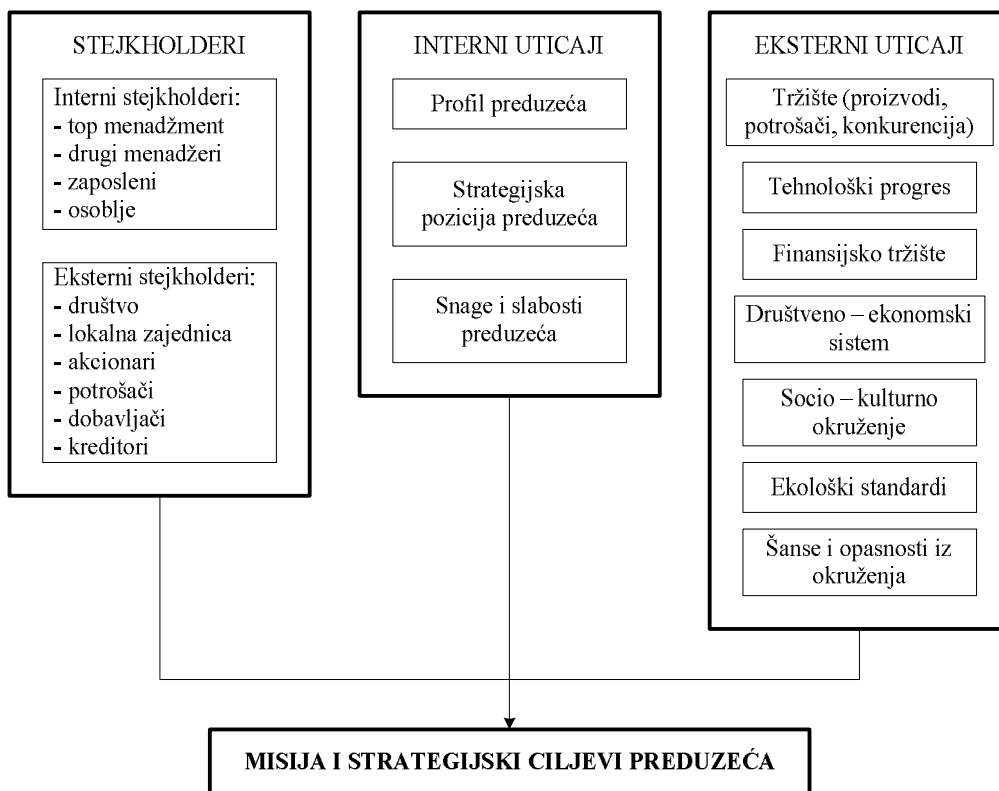 STEJKHOLDERI
Interni stejkholderi:
- top menadžment
- drugi menadžeri
- zaposleni
- osoblje
Eksterni stejkholderi:
- društvo
- lokalna zajednica
- akcionari
- potrošači
- dobavljači
- kreditori
INTERNI UTICAJI
Profil preduzeća
Strategijska
pozicija preduzeća
Snage i slabosti
preduzeća
EKSTERNI UTICAJI
Tržište (proizvodi,
potrošači, konkurencija)
Tehnološki progres
Finansijsko tržište
Društveno – ekonomski
sistem
Socio – kulturno
okruženje
Ekološki standardi
Šanse i opasnosti iz
okruženja
MISIJA I STRATEGIJSKI CILJEVI PREDUZEĆA